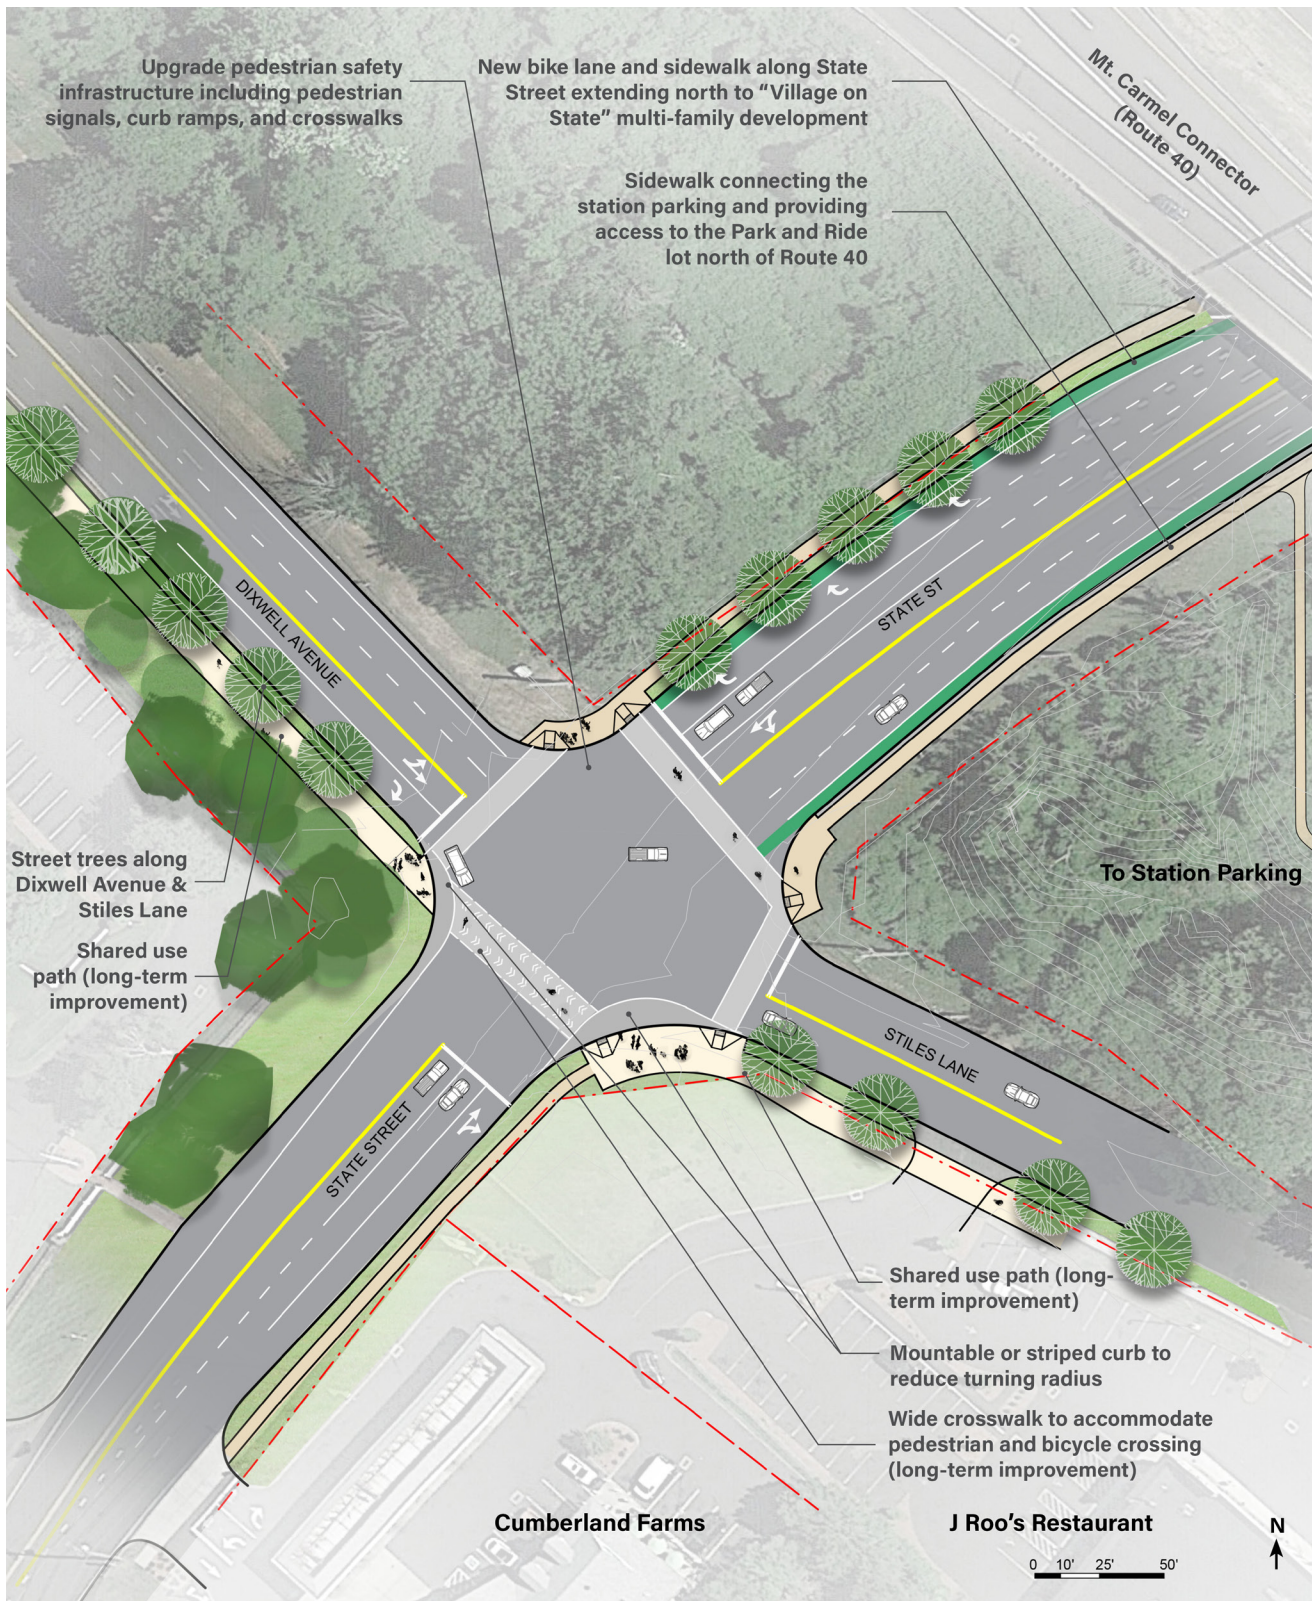 Upgrade pedestrian safety
infrastructure including pedestrian
signals, curb ramps, and crosswalks
New bike lane and sidewalk along State
Street extending north to “Village on
State” multi-family development
Mt. Carmel Connector
(Route 40)
Sidewalk connecting the
station parking and providing
access to the Park and Ride
lot north of Route 40
DIXWELL AVENUE
STATE ST
Street trees along
Dixwell Avenue &
Stiles Lane
To Station Parking
Shared use
path (long-term
improvement)
STILES LANE
STATE STREET
Shared use path (long-
term improvement)
Mountable or striped curb to
reduce turning radius
Wide crosswalk to accommodate
pedestrian and bicycle crossing
(long-term improvement)
Cumberland Farms
J Roo’s Restaurant
N
0 10' 25' 50'